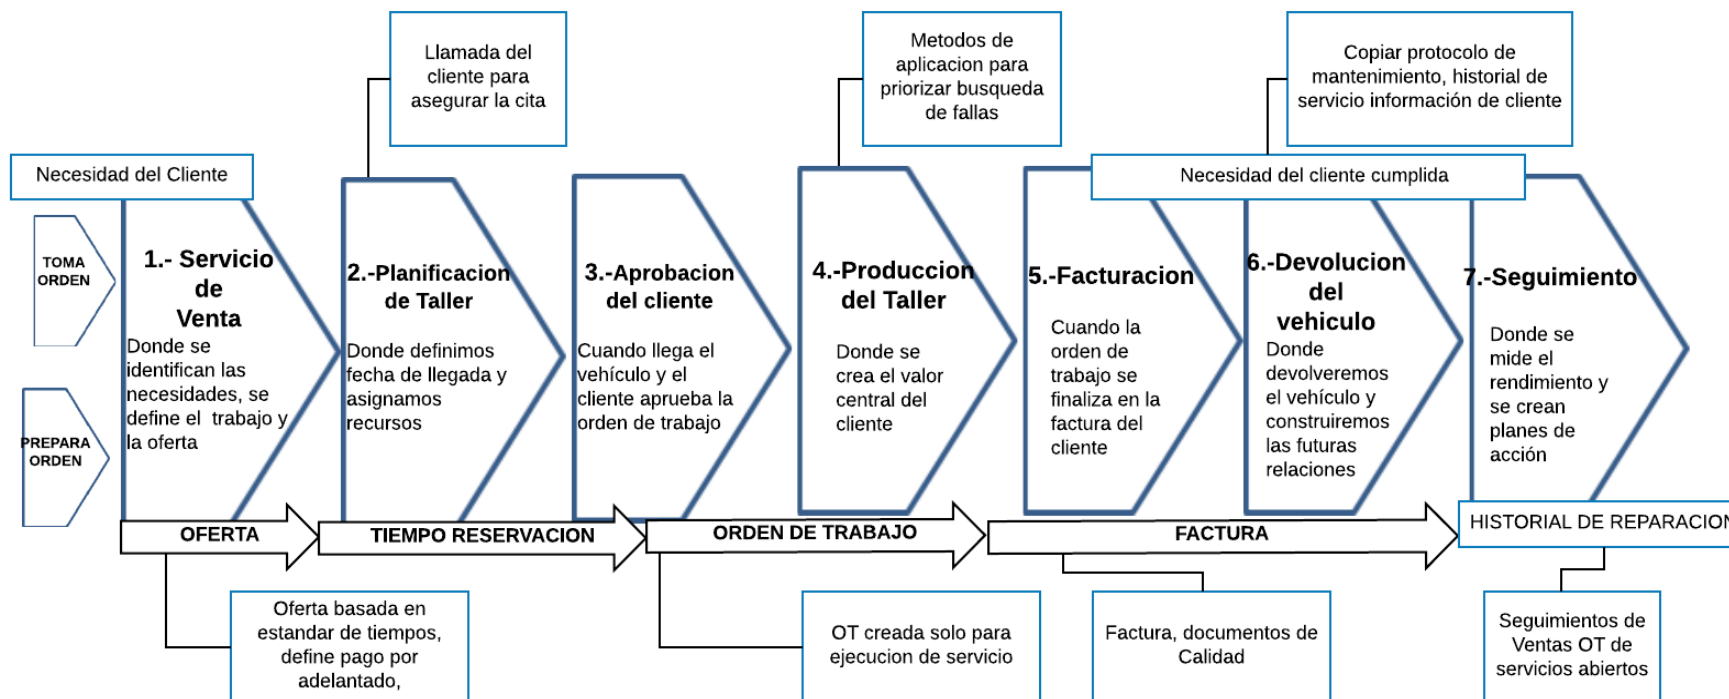 Llamada del
cliente para
asegurar la cita
Metodos de
aplicacion para
priorizar busqueda
de fallas
Copiar protocolo de
mantenimiento, historial de
servicio información de cliente
Necesidad del Cliente
Necesidad del cliente cumplida
TOMA
ORDEN
PREPARA
ORDEN
1.- Servicio
de
Venta
Donde se
identifican las
necesidades, se
define el trabajo y
la oferta
2.-Planificacion
de Taller
Donde definimos
fecha de llegada y
asignamos
recursos
3.-Aprobacion
del cliente
Cuando llega el
vehículo y el
cliente aprueba la
orden de trabajo
4.-Produccion
del Taller
Donde se
crea el valor
central del
cliente
5.-Facturacion
Cuando la
orden de
trabajo se
finaliza en la
factura del
cliente
6.-Devolucion
del
vehiculo
Donde
devolveremos
el vehículo y
construiremos
las futuras
relaciones
7.-Seguimiento
Donde se
mide el
rendimiento y
se crean
planes de
acción
OFERTA
TIEMPO RESERVACION
ORDEN DE TRABAJO
FACTURA
HISTORIAL DE REPARACION
Oferta basada en
estandar de tiempos,
define pago por
adelantado,
OT creada solo para
ejecucion de servicio
Factura, documentos de
Calidad
Seguimientos de
Ventas OT de
servicios abiertos